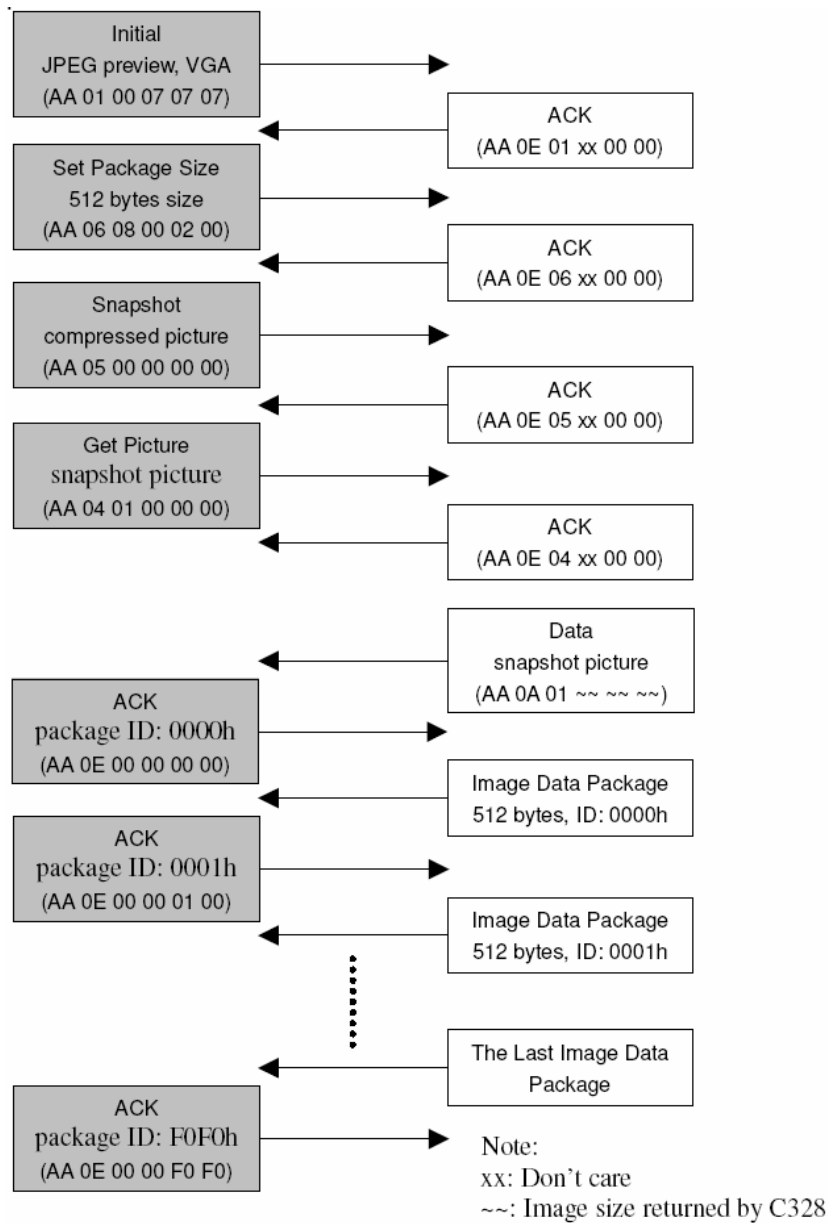 Initial
JPEG preview, VGA
(AA 01 00 07 07 07)
ACK
(AA 0E 01 xx 00 00)
Set Package Size
512 bytes size
(AA 06 08 00 02 00)
ACK
(AA 0E 06 xx 00 00)
Snapshot
compressed picture
(AA 05 00 00 00 00)
ACK
(AA 0E 05 xx 00 00)
Get Picture
snapshot picture
(AA 04 01 00 00 00)
ACK
(AA 0E 04 xx 00 00)
Data
snapshot picture
(AA 0A 01 ~~ ~~ ~~)
ACK
package ID: 0000h
(AA 0E 00 00 00 00)
Image Data Package
512 bytes, ID: 0000h
ACK
package ID: 0001h
(AA 0E 00 00 01 00)
Image Data Package
512 bytes, ID: 0001h
The Last Image Data
Package
ACK
package ID: F0F0h
(AA 0E 00 00 F0 F0)
Note:
xx: Don't care
~~: Image size returned by C328